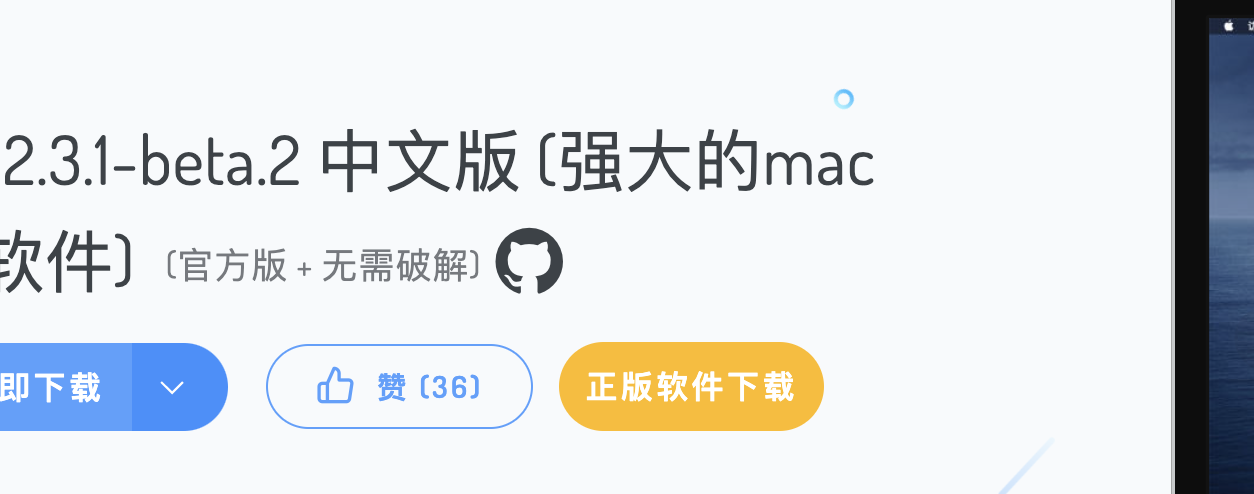 2.3.1-beta.2 中文版 (强大的mac
软件) (官方版 + 无需破解)
即下载
赞 (36)
正版软件下载